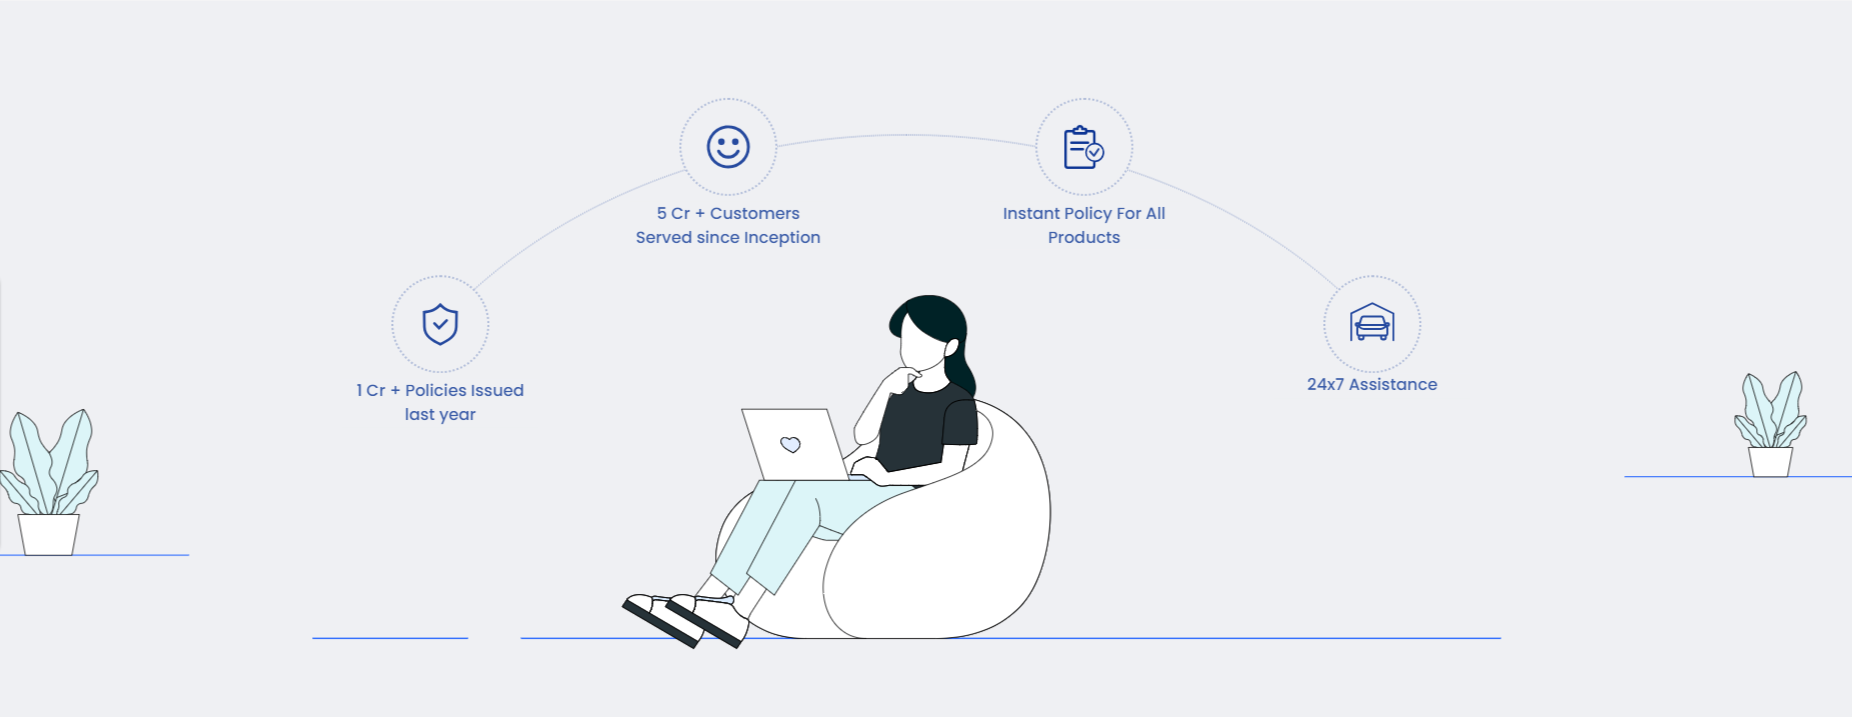 5 Cr + Customers
Served since Inception
Instant Policy For All
Products
1 Cr + Policies Issued
last year
24x7 Assistance